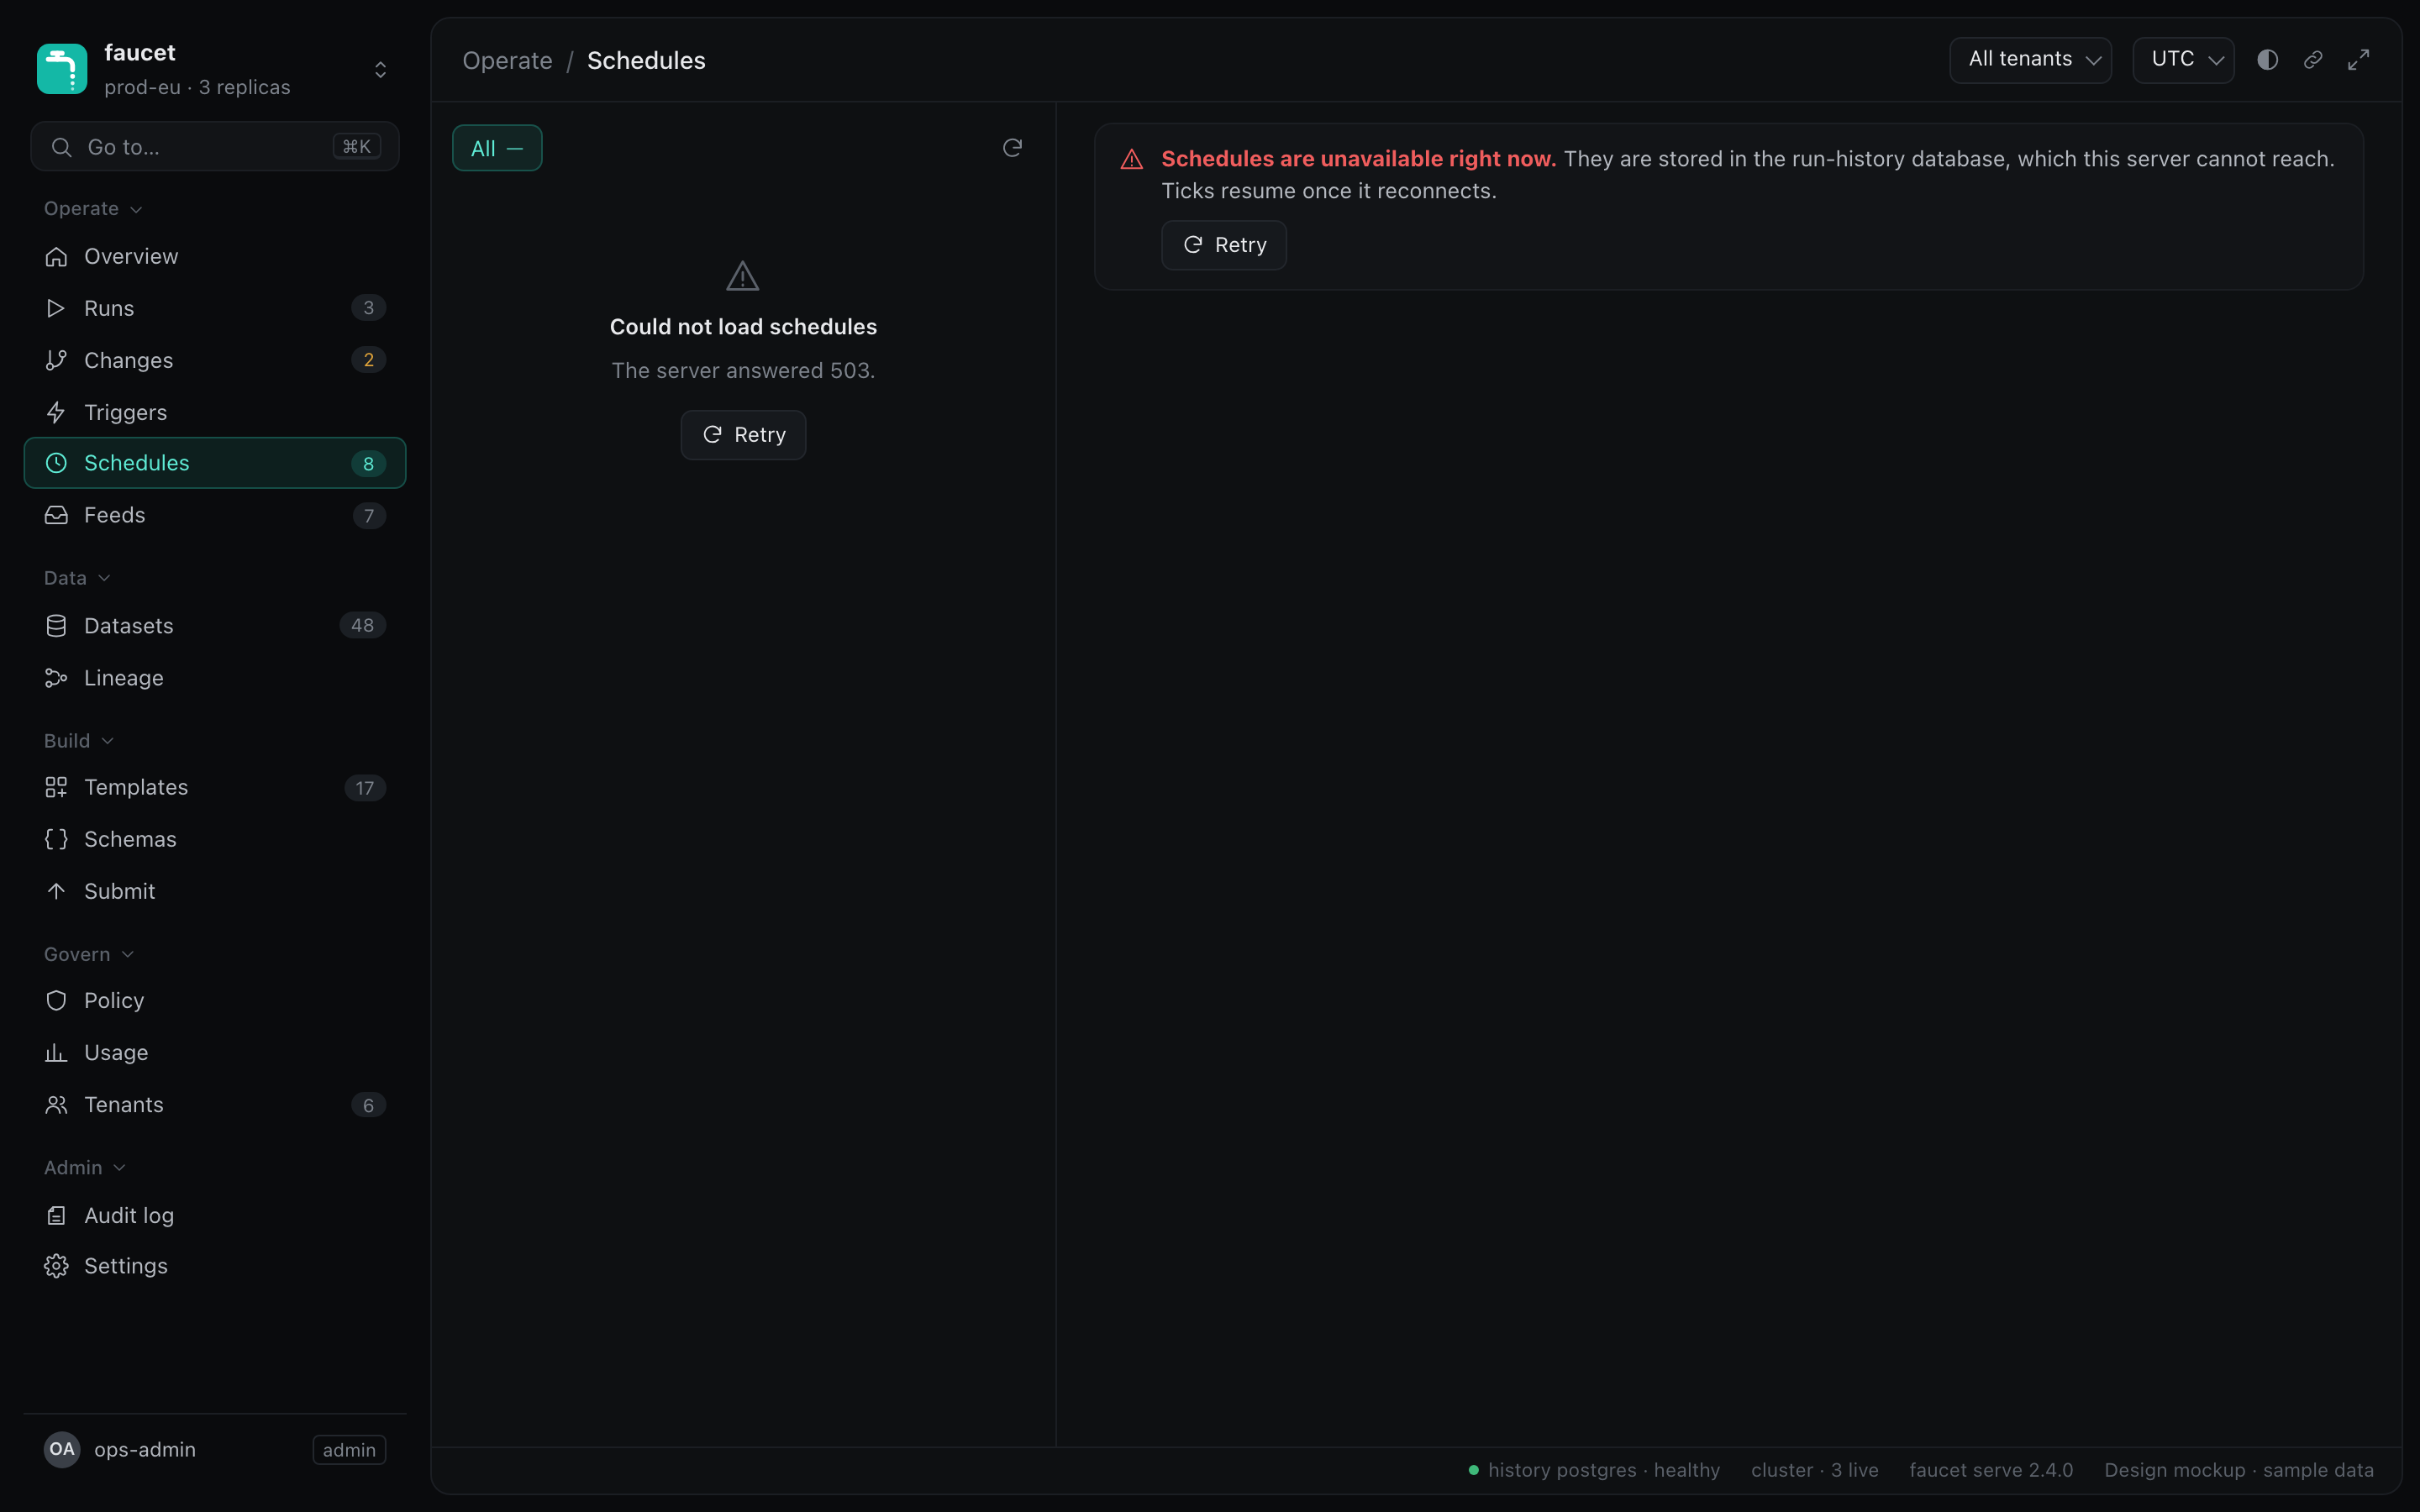 faucet
prod-eu · 3 replicas
Go to...
⌘K
Operate
Overview
Runs 3
Changes 2
Triggers
Schedules 8
Feeds 7
Data
Datasets 48
Lineage
Build
Templates 17
Schemas
Submit
Govern
Policy
Usage
Tenants 6
Admin
Audit log
Settings
OA ops-admin admin
Operate / Schedules
All tenants
UTC
All —
Could not load schedules
The server answered 503.
Retry
Schedules are unavailable right now. They are stored in the run-history database, which this server cannot reach.
Ticks resume once it reconnects.
Retry
history postgres · healthy cluster · 3 live faucet serve 2.4.0 Design mockup · sample data